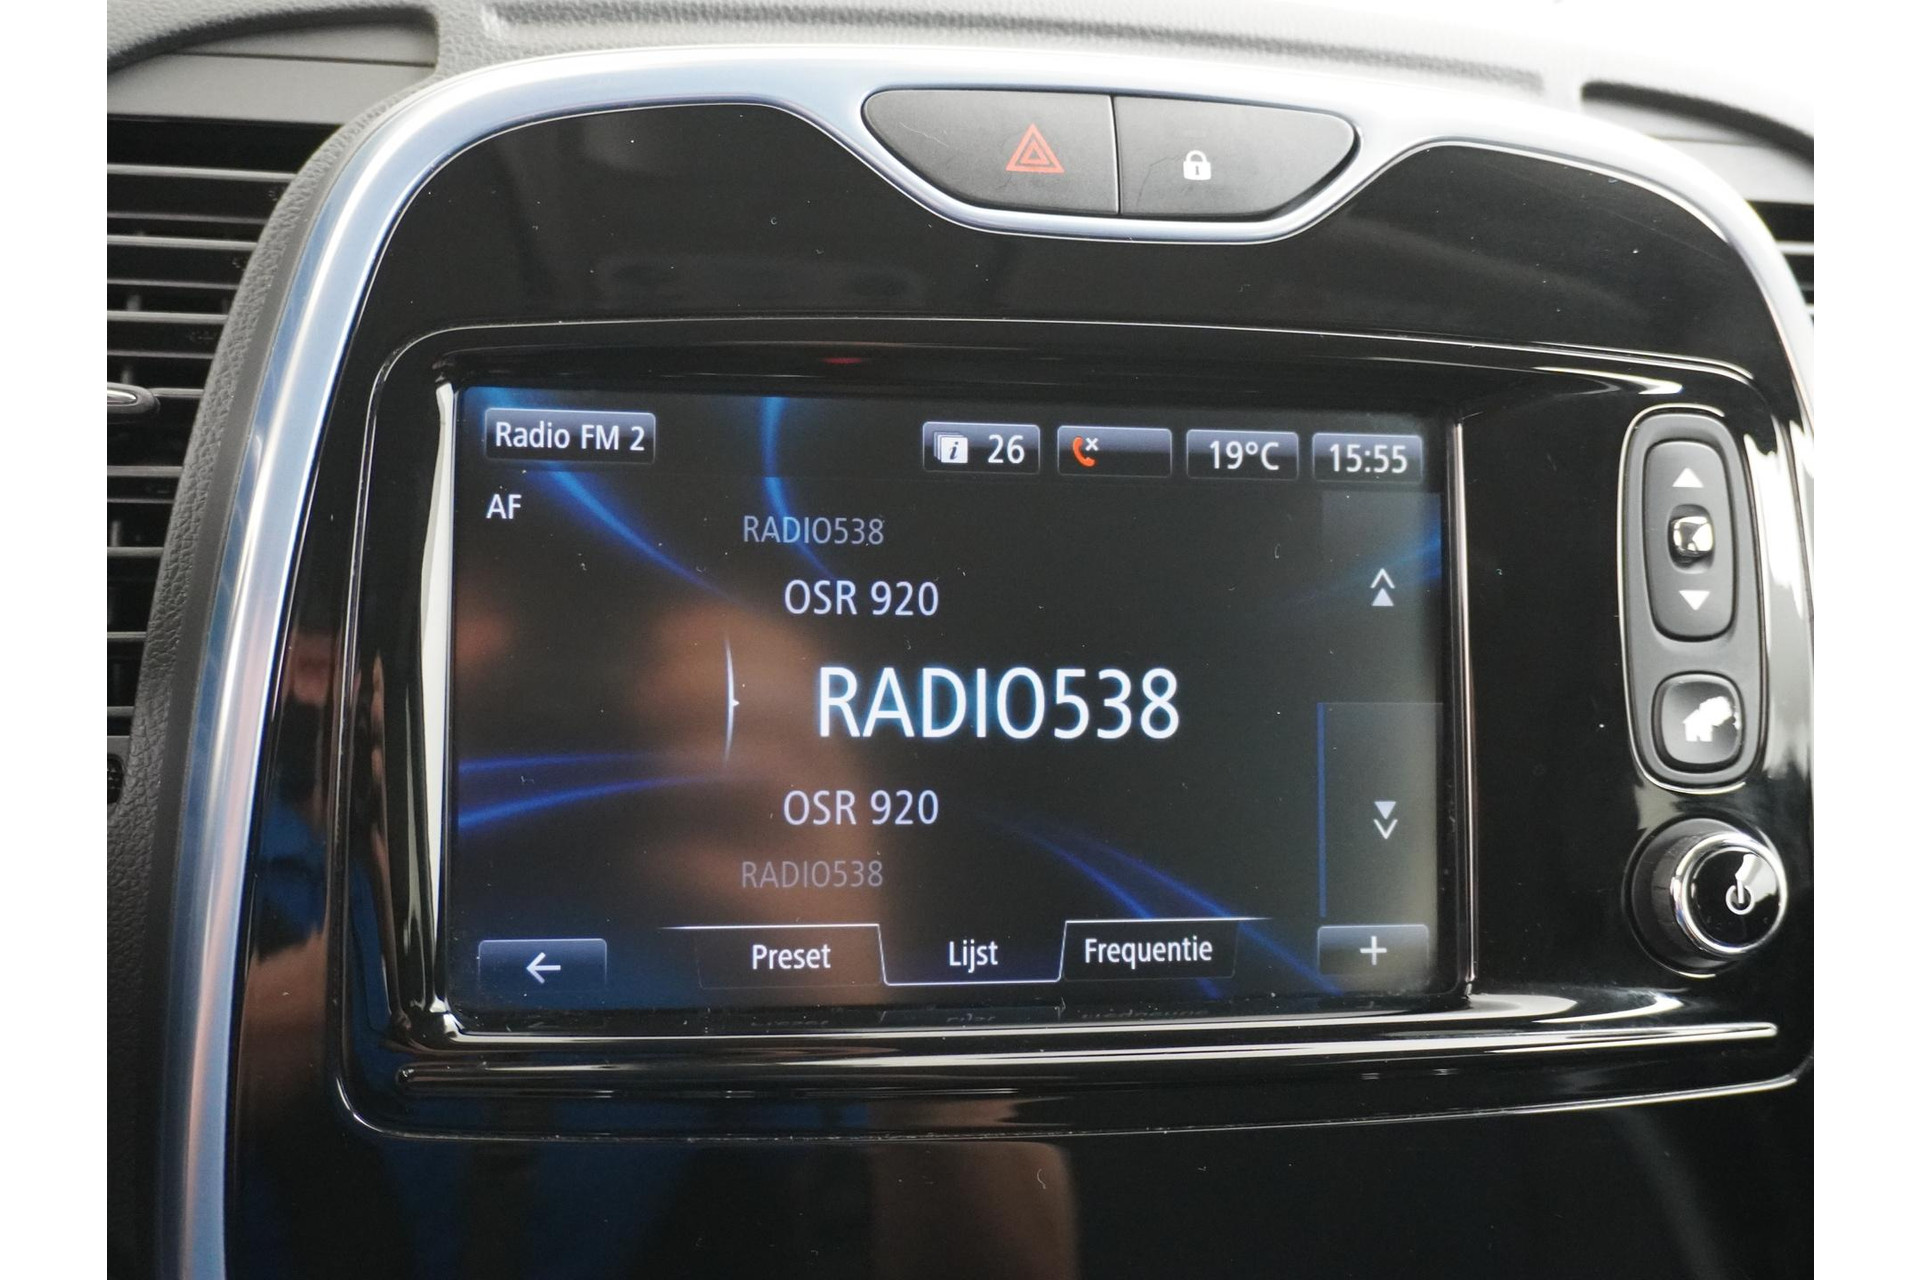 Radio FM 2
26
19°C
15:55
AF
RADIO538
OSR 920
RADIO538
OSR 920
RADIO538
Preset
Lijst
Frequentie